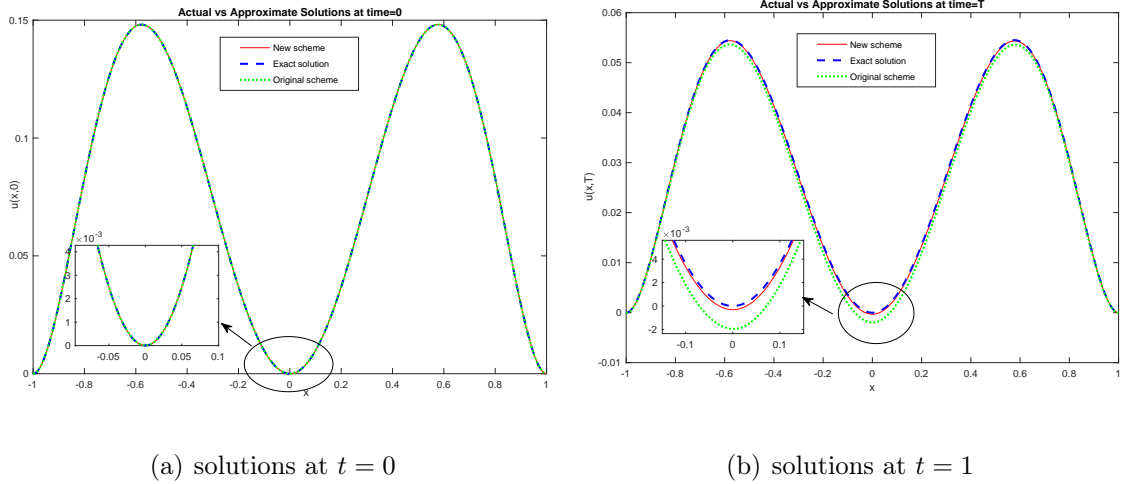 Actual vs Approximate Solutions at time=0
0.15
0.1
0.05
0
u(x,0)
New scheme
Exact solution
Original scheme
×10⁻³
4
3
2
1
0
-0.05 0 0.05 0.1
-1 -0.8 -0.6 -0.4 -0.2 0 0.2 0.4 0.6 0.8 1
x
(a) solutions at t = 0
Actual vs Approximate Solutions at time=T
0.06
0.05
0.04
0.03
0.02
0.01
0
-0.01
u(x,T)
New scheme
Exact solution
Original scheme
×10⁻³
4
2
0
-2
-0.1 0 0.1
-1 -0.8 -0.6 -0.4 -0.2 0 0.2 0.4 0.6 0.8 1
x
(b) solutions at t = 1